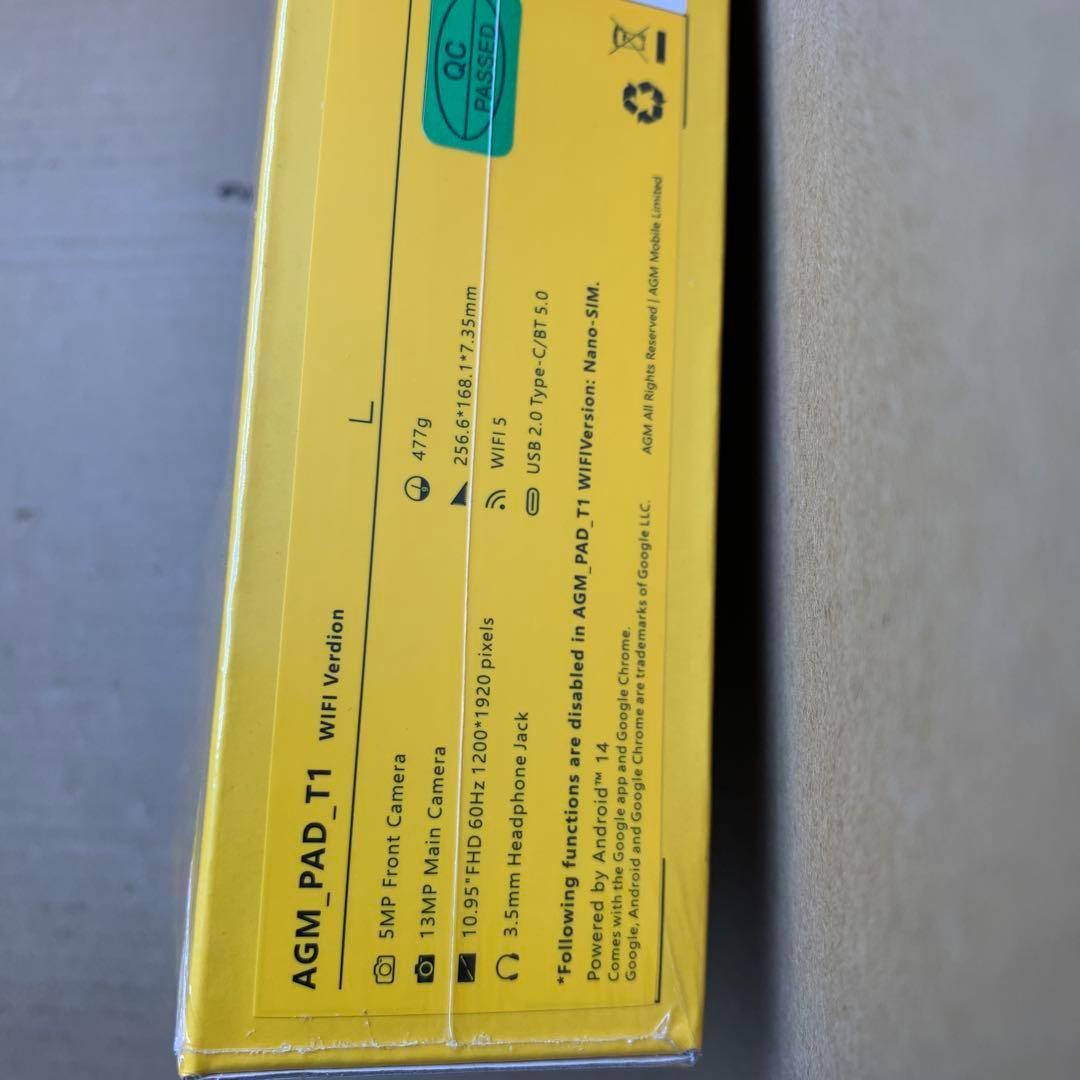 AGM_PAD_T1 WIFI Verdion
5MP Front Camera
13MP Main Camera
10.95"FHD 60Hz 1200*1920 pixels
3.5mm Headphone Jack
477g
256.6*168.1*7.35mm
WIFI 5
USB 2.0 Type-C/BT 5.0
*Following functions are disabled in AGM_PAD_T1 WIFIVersion: Nano-SIM.
Powered by Android™ 14
Comes with the Google app and Google Chrome.
Google, Android and Google Chrome are trademarks of Google LLC.
AGM All Rights Reserved | AGM Mobile Limited
QC
PASSED